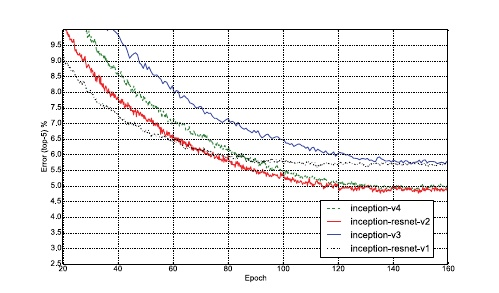 9.5
9.0
8.5
8.0
7.5
7.0
6.5
6.0
5.5
5.0
4.5
4.0
3.5
3.0
2.5
Error (top-5) %
inception-v4
inception-resnet-v2
inception-v3
inception-resnet-v1
20 40 60 80 100 120 140 160
Epoch